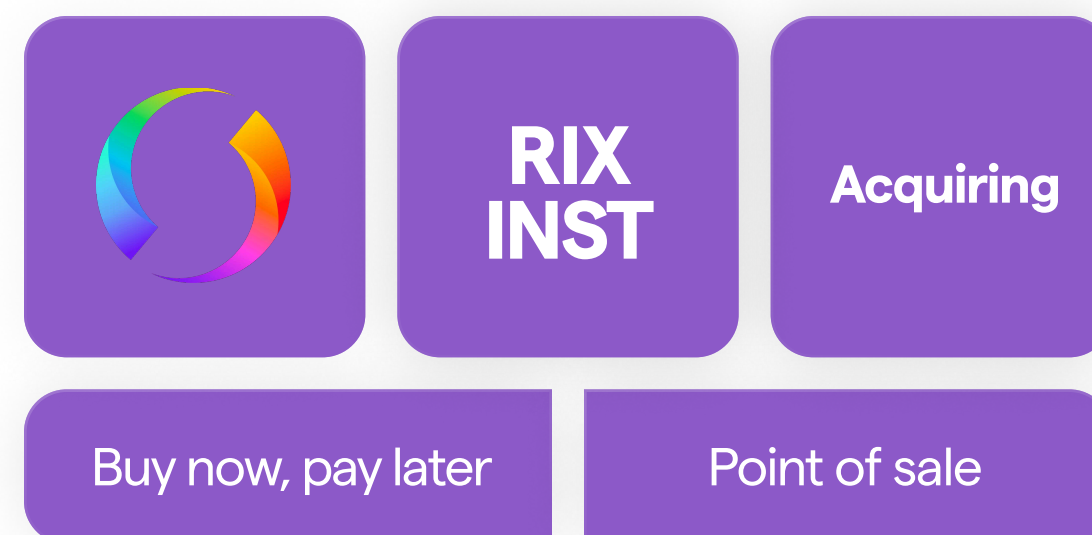 RIX
INST
Acquiring
Buy now, pay later
Point of sale